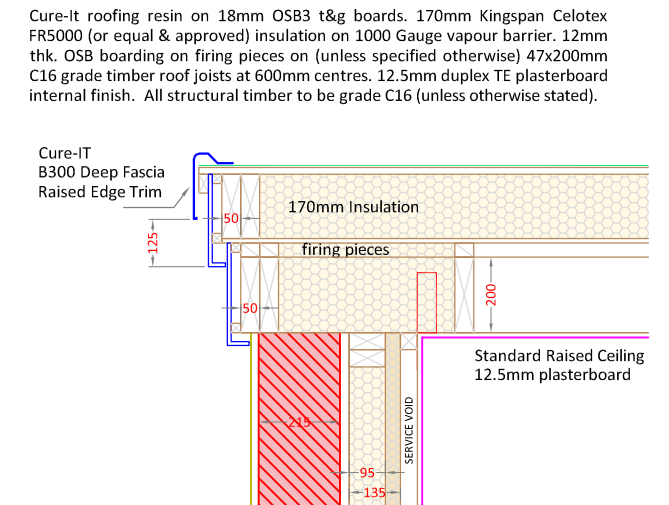 Cure-It roofing resin on 18mm OSB3 t&g boards. 170mm Kingspan Celotex
FR5000 (or equal & approved) insulation on 1000 Gauge vapour barrier. 12mm
thk. OSB boarding on firing pieces on (unless specified otherwise) 47x200mm
C16 grade timber roof joists at 600mm centres. 12.5mm duplex TE plasterboard
internal finish. All structural timber to be grade C16 (unless otherwise stated).
Cure-IT
B300 Deep Fascia
Raised Edge Trim
170mm Insulation
50
125
firing pieces
200
50
Standard Raised Ceiling
12.5mm plasterboard
215
SERVICE VOID
95
135